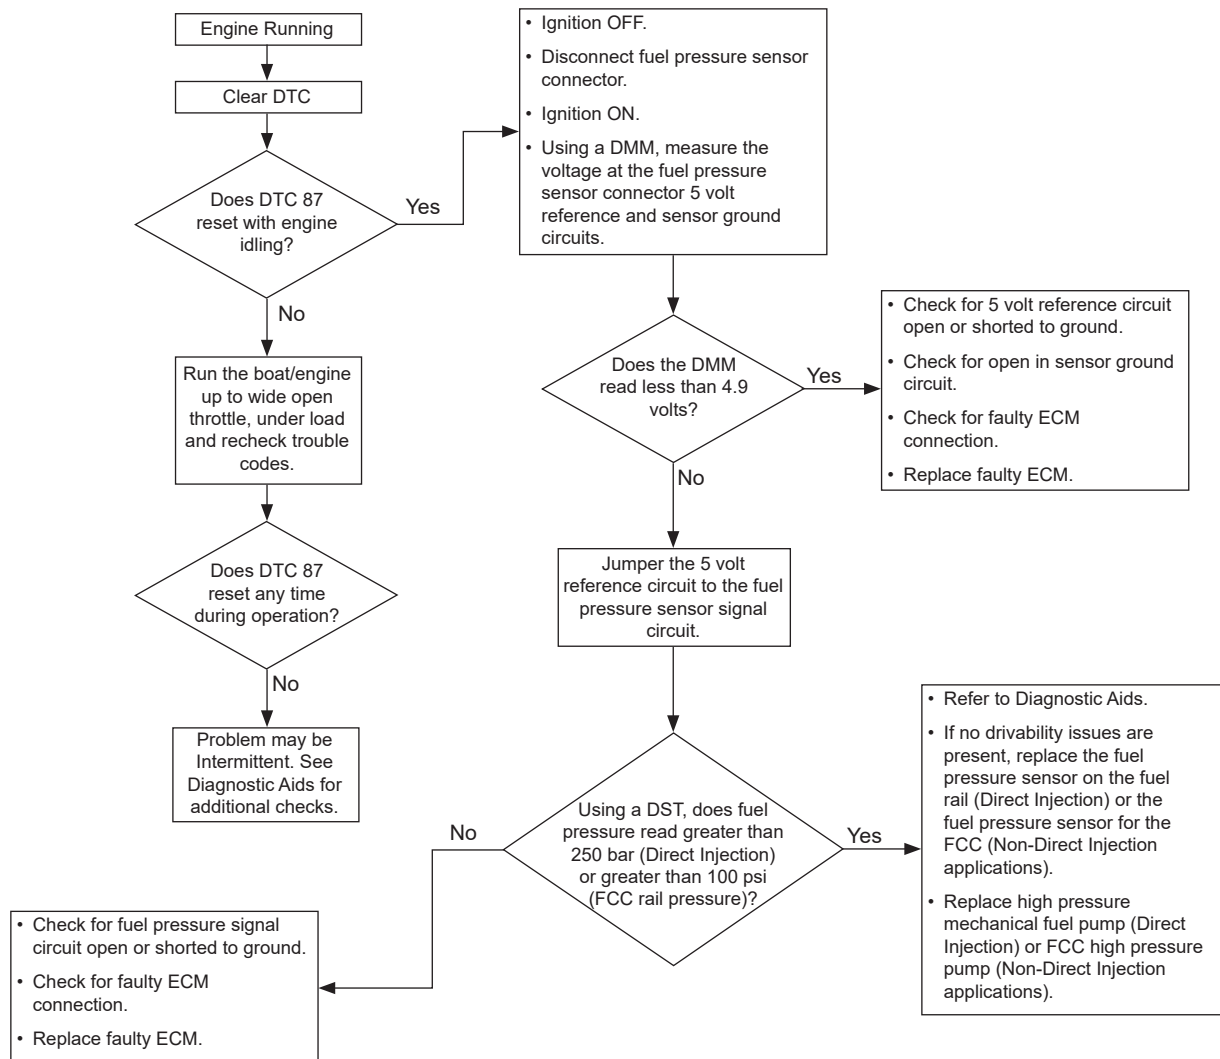 Engine Running
Clear DTC
Does DTC 87
reset with engine
idling?
Yes
No
Run the boat/engine
up to wide open
throttle, under load
and recheck trouble
codes.
Does DTC 87
reset any time
during operation?
No
Problem may be
Intermittent. See
Diagnostic Aids for
additional checks.
• Ignition OFF.
• Disconnect fuel pressure sensor
connector.
• Ignition ON.
• Using a DMM, measure the
voltage at the fuel pressure
sensor connector 5 volt
reference and sensor ground
circuits.
Does the DMM
read less than 4.9
volts?
Yes
• Check for 5 volt reference circuit
open or shorted to ground.
• Check for open in sensor ground
circuit.
• Check for faulty ECM
connection.
• Replace faulty ECM.
No
Jumper the 5 volt
reference circuit to the fuel
pressure sensor signal
circuit.
Using a DST, does fuel
pressure read greater than
250 bar (Direct Injection)
or greater than 100 psi
(FCC rail pressure)?
Yes
• Refer to Diagnostic Aids.
• If no drivability issues are
present, replace the fuel
pressure sensor on the fuel
rail (Direct Injection) or the
fuel pressure sensor for the
FCC (Non-Direct Injection
applications).
• Replace high pressure
mechanical fuel pump (Direct
Injection) or FCC high pressure
pump (Non-Direct Injection
applications).
No
• Check for fuel pressure signal
circuit open or shorted to ground.
• Check for faulty ECM
connection.
• Replace faulty ECM.